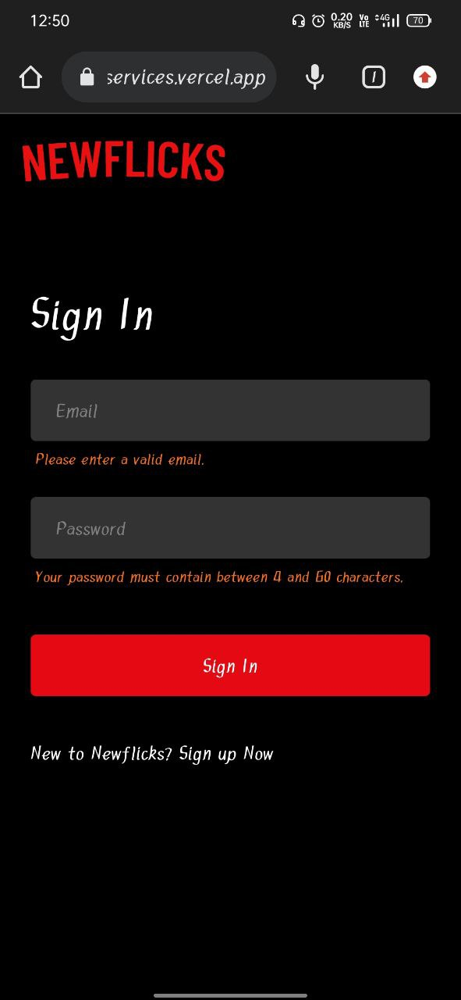 12:50
0.20 KB/S Vo LTE 4G 70
services.vercel.app
1
NEWFLICKS
Sign In
Email
Please enter a valid email.
Password
Your password must contain between 4 and 60 characters.
Sign In
New to Newflicks? Sign up Now